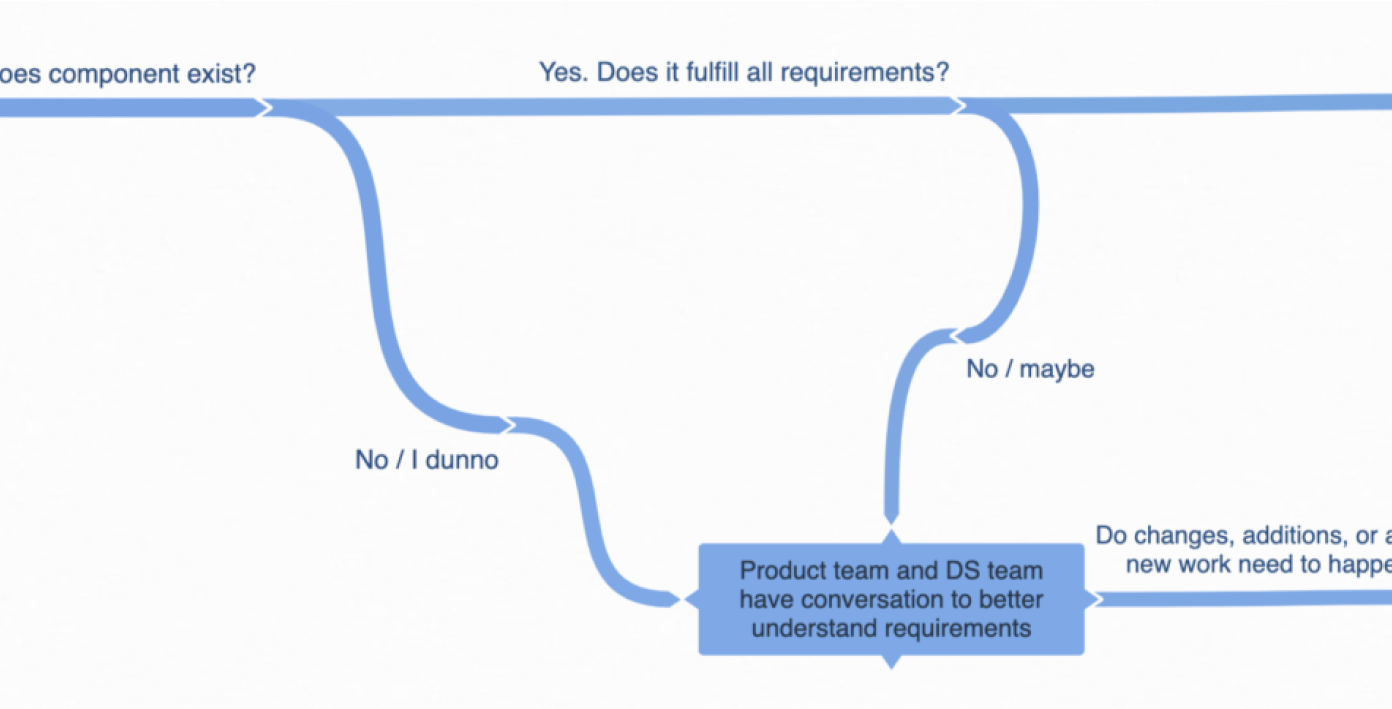 oes component exist?
Yes. Does it fulfill all requirements?
No / maybe
No / I dunno
Product team and DS team
have conversation to better
understand requirements
Do changes, additions, or
new work need to happe